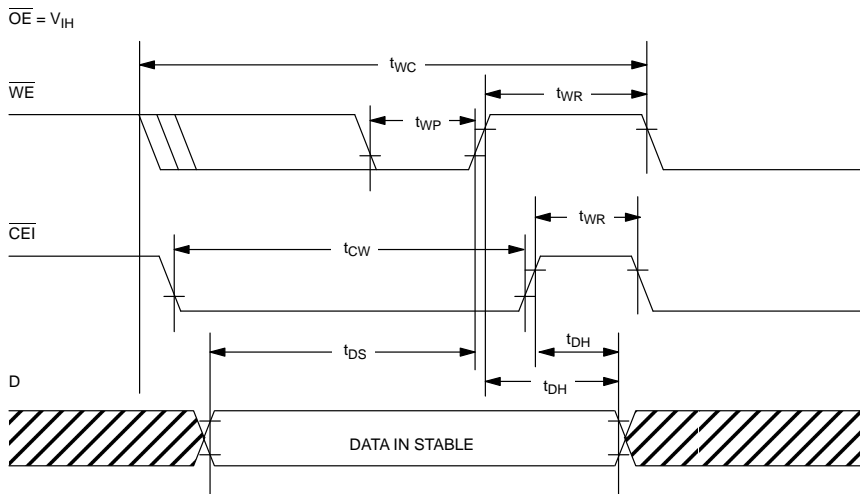 OE = VIH
tWC
WE
tWR
tWP
CEI
tWR
tCW
tDH
tDS
D
tDH
DATA IN STABLE